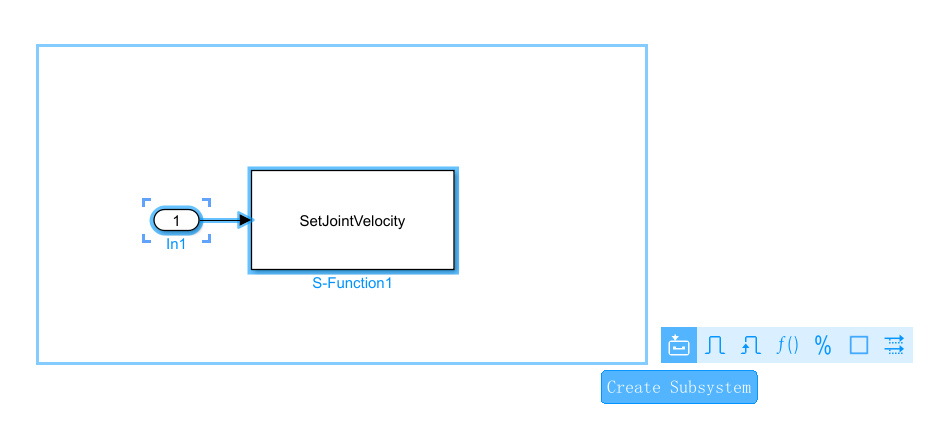 1
SetJointVelocity
In1
S-Function1
f()
%
Create Subsystem